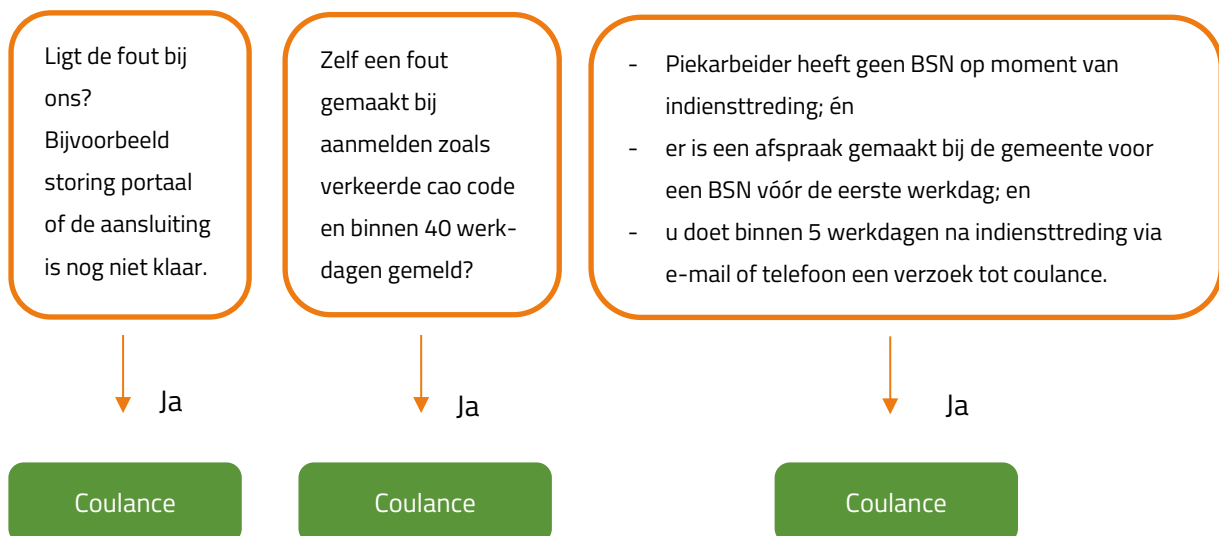 Ligt de fout bij
ons?
Bijvoorbeeld
storing portaal
of de aansluiting
is nog niet klaar.
Zelf een fout
gemaakt bij
aanmelden zoals
verkeerde cao code
en binnen 40 werk-
dagen gemeld?
- Piekarbeider heeft geen BSN op moment van
indiensttreding; én
- er is een afspraak gemaakt bij de gemeente voor
een BSN vóór de eerste werkdag; en
- u doet binnen 5 werkdagen na indiensttreding via
e-mail of telefoon een verzoek tot coulance.
Ja
Ja
Ja
Coulance
Coulance
Coulance